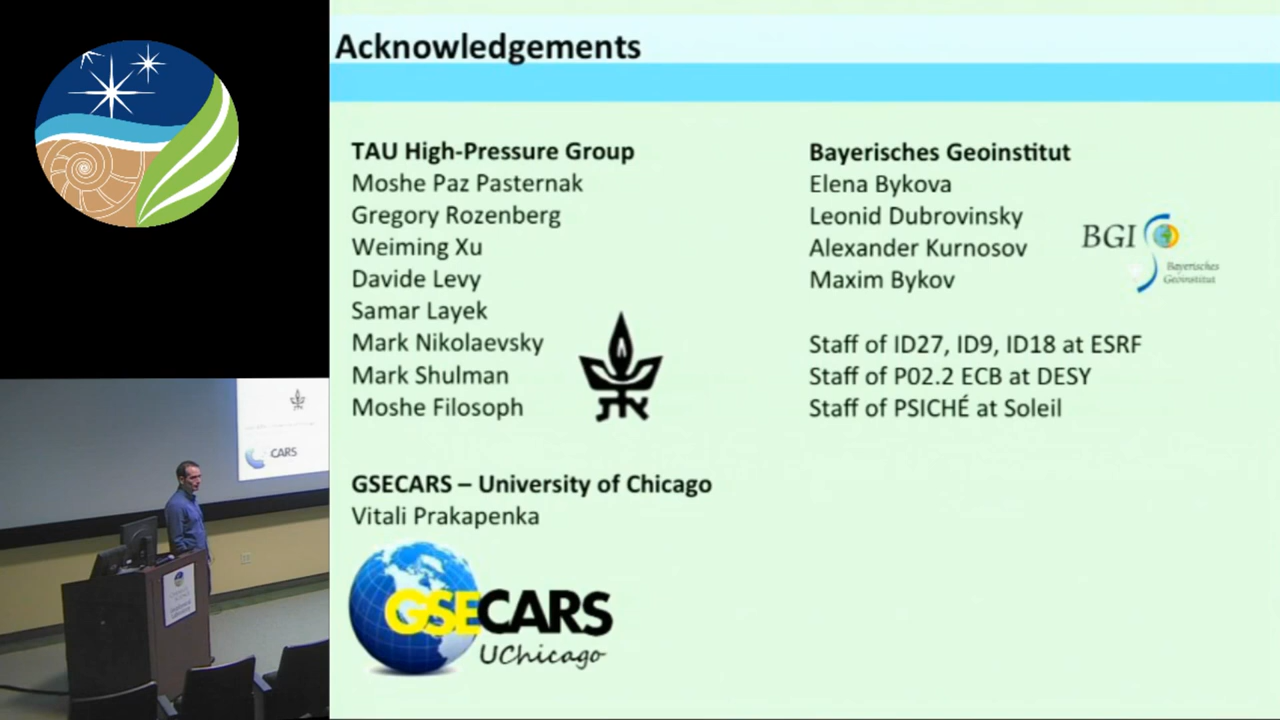 Acknowledgements
TAU High-Pressure Group
Moshe Paz Pasternak
Gregory Rozenberg
Weiming Xu
Davide Levy
Samar Layek
Mark Nikolaevsky
Mark Shulman
Moshe Filosoph
את
GSECARS – University of Chicago
Vitali Prakapenka
GSECARS
UChicago
Bayerisches Geoinstitut
Elena Bykova
Leonid Dubrovinsky
Alexander Kurnosov
Maxim Bykov
BGI
Bayerisches
Geoinstitut
Staff of ID27, ID9, ID18 at ESRF
Staff of P02.2 ECB at DESY
Staff of PSICHÉ at Soleil
CARS